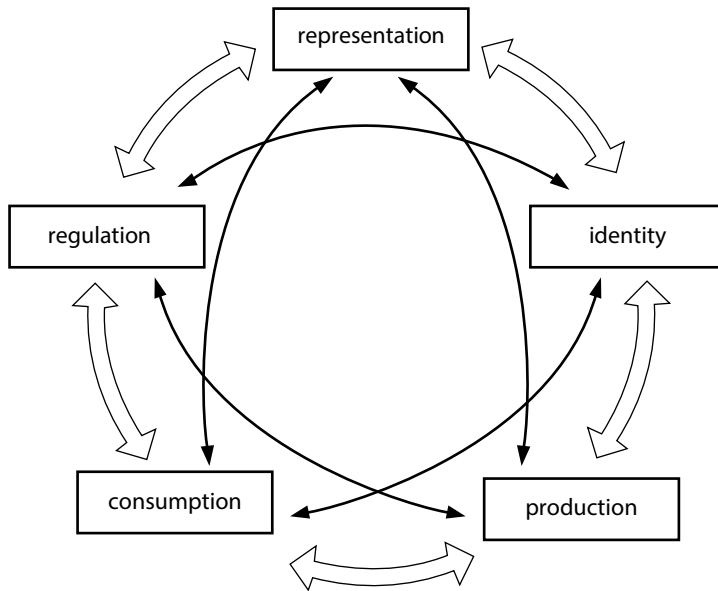 representation
regulation
identity
consumption
production